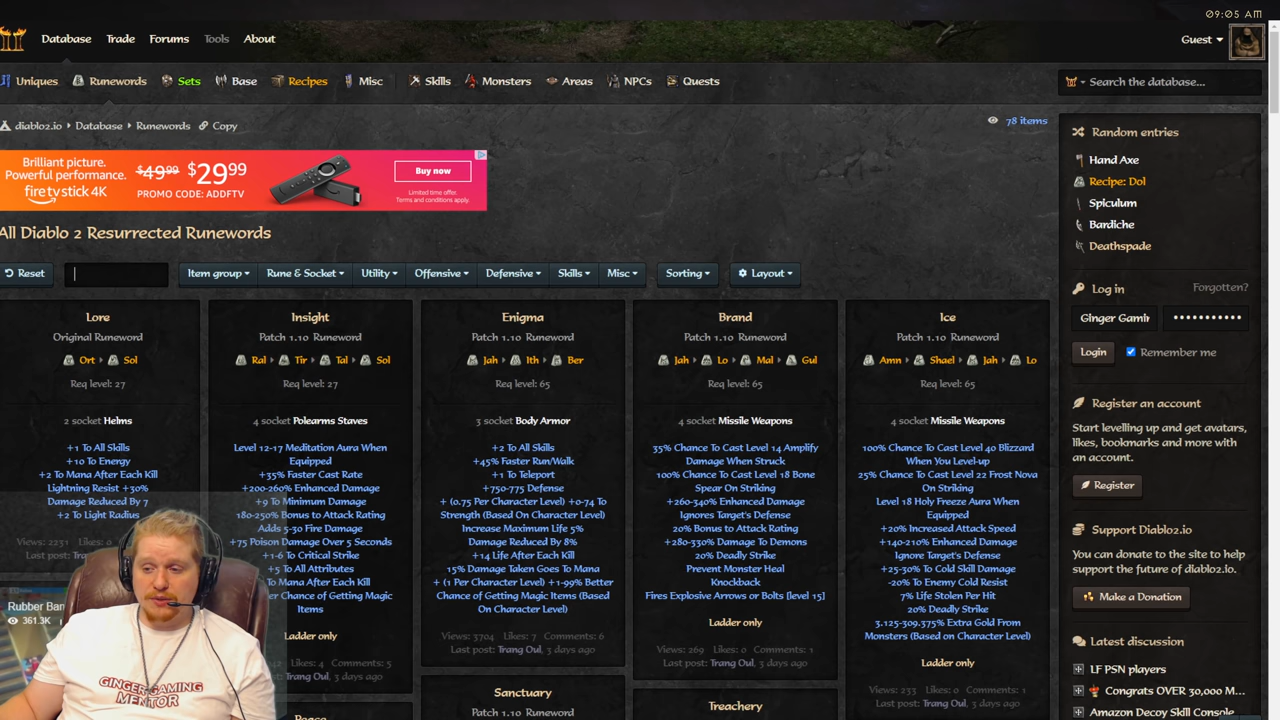 09:05 AM
Database Trade Forums Tools About
Guest
Uniques Runewords Sets Base Recipes Misc Skills Monsters Areas NPCs Quests
Search the database...
diablo2.io Database Runewords Copy
78 items
Brilliant picture.
Powerful performance.
fire tv stick 4K
$49.99 $29.99
PROMO CODE: ADDFTV
Buy now
Limited time offer.
Terms and conditions apply.
All Diablo 2 Resurrected Runewords
Reset Item group Rune & Socket Utility Offensive Defensive Skills Misc Sorting Layout
Lore
Original Runeword
Ort Sol
Req level: 27
2 socket Helms
+1 To All Skills
+10 To Energy
+2 To Mana After Each Kill
Lightning Resist +30%
Damage Reduced By 7
+2 To Light Radius
Views: 2231 Likes: 0
Last post:
Insight
Patch 1.10 Runeword
Ral Tir Tal Sol
Req level: 27
4 socket Polearms Staves
Level 12-17 Meditation Aura When
Equipped
+35% Faster Cast Rate
+200-260% Enhanced Damage
+9 to Minimum Damage
180-250% Bonus to Attack Rating
Adds 5-30 Fire Damage
+75 Poison Damage Over 5 Seconds
+1-6 To Critical Strike
+5 To All Attributes
To Mana After Each Kill
Chance of Getting Magic
Items
Ladder only
Likes: 4 Comments: 5
Trang Oul, 3 days ago
Enigma
Patch 1.10 Runeword
Jah Ith Ber
Req level: 65
3 socket Body Armor
+2 To All Skills
+45% Faster Run/Walk
+1 To Teleport
+750-775 Defense
+ (0.75 Per Character Level) +0-74 To
Strength (Based On Character Level)
Increase Maximum Life 5%
Damage Reduced By 8%
+14 Life After Each Kill
15% Damage Taken Goes To Mana
+ (1 Per Character Level) +1-99% Better
Chance of Getting Magic Items (Based
On Character Level)
Views: 3704 Likes: 7 Comments: 6
Last post: Trang Oul, 3 days ago
Sanctuary
Patch 1.10 Runeword
Brand
Patch 1.10 Runeword
Jah Lo Mal Gul
Req level: 65
4 socket Missile Weapons
35% Chance To Cast Level 14 Amplify
Damage When Struck
100% Chance To Cast Level 18 Bone
Spear On Striking
+260-340% Enhanced Damage
Ignores Target's Defense
20% Bonus to Attack Rating
+280-330% Damage To Demons
20% Deadly Strike
Prevent Monster Heal
Knockback
Fires Explosive Arrows or Bolts [level 15]
Ladder only
Views: 269 Likes: 0 Comments: 1
Last post: Trang Oul, 3 days ago
Treachery
Ice
Patch 1.10 Runeword
Amn Shael Jah Lo
Req level: 65
4 socket Missile Weapons
100% Chance To Cast Level 40 Blizzard
When You Level-up
25% Chance To Cast Level 22 Frost Nova
On Striking
Level 18 Holy Freeze Aura When
Equipped
+20% Increased Attack Speed
+140-210% Enhanced Damage
Ignore Target's Defense
+25-30% To Cold Skill Damage
-20% To Enemy Cold Resist
7% Life Stolen Per Hit
20% Deadly Strike
3.125-309.375% Extra Gold From
Monsters (Based on Character Level)
Ladder only
Views: 253 Likes: 0 Comments: 1
Last post: Trang Oul, 3 days ago
Random entries
Hand Axe
Recipe: Dol
Spiculum
Bardiche
Deathspade
Log in Forgotten?
Ginger Gamin
Login Remember me
Register an account
Start levelling up and get avatars,
likes, bookmarks and more with
an account.
Register
Support Diablo2.io
You can donate to the site to help
support the future of diablo2.io.
Make a Donation
Latest discussion
LF PSN players
Congrats OVER 30,000 M...
Amazon Decoy Skill Console
Rubber Ban
361.3K
GINGER GAMING
MENTOR